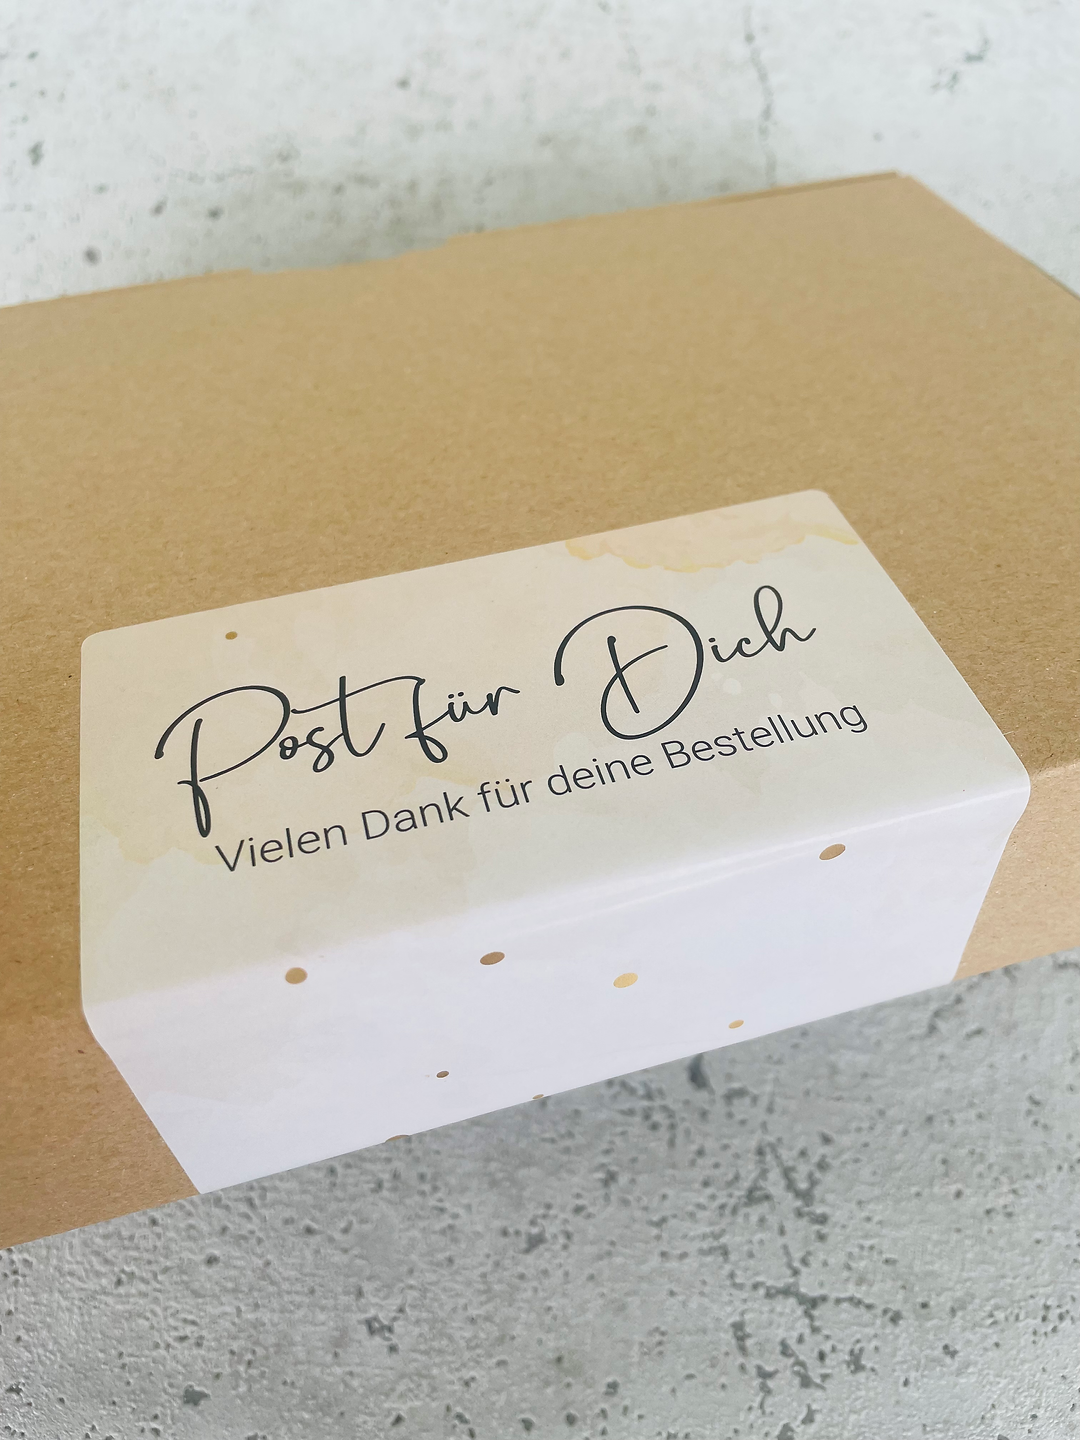 Post für Dich
Vielen Dank für deine Bestellung